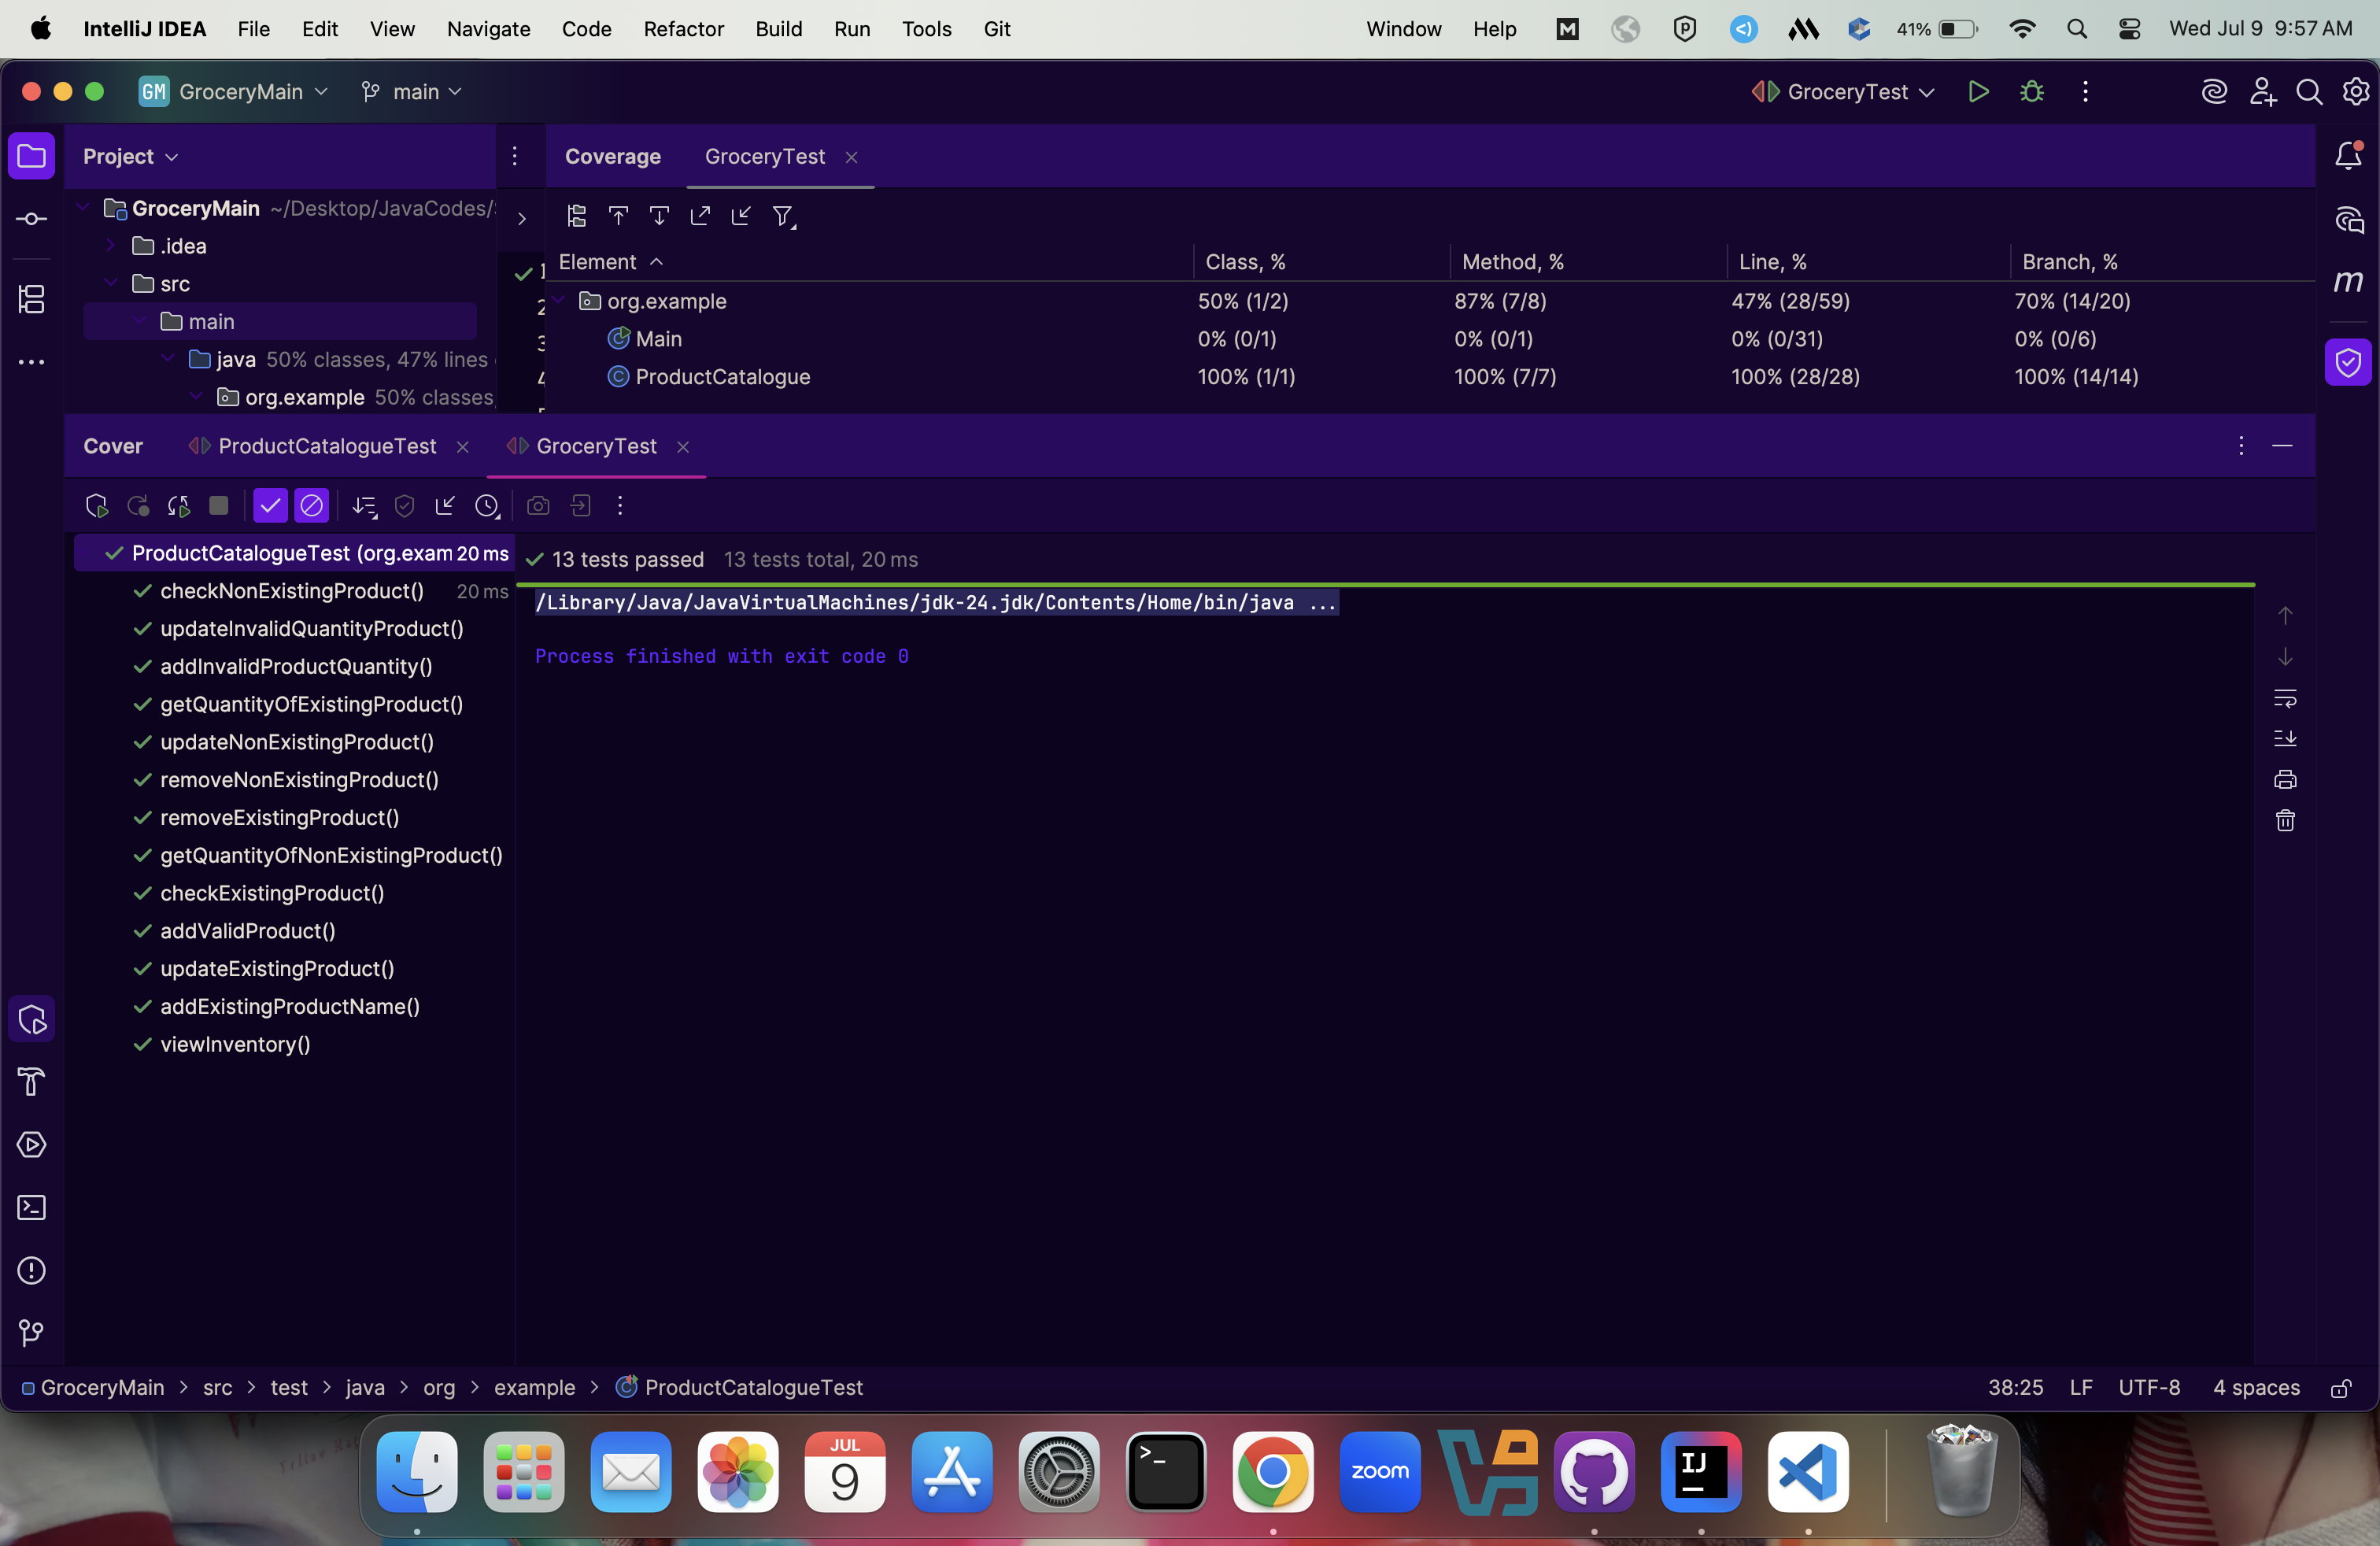 IntelliJ IDEA File Edit View Navigate Code Refactor Build Run Tools Git Window Help 41% Wed Jul 9 9:57 AM
GM GroceryMain main GroceryTest
Project Coverage GroceryTest
GroceryMain ~/Desktop/JavaCodes/
.idea
src
main
java 50% classes, 47% lines
org.example 50% classes,
1
2
3
4
Element Class, % Method, % Line, % Branch, %
org.example 50% (1/2) 87% (7/8) 47% (28/59) 70% (14/20)
Main 0% (0/1) 0% (0/1) 0% (0/31) 0% (0/6)
ProductCatalogue 100% (1/1) 100% (7/7) 100% (28/28) 100% (14/14)
m
Cover ProductCatalogueTest GroceryTest
ProductCatalogueTest (org.exam 20 ms
checkNonExistingProduct() 20 ms
updateInvalidQuantityProduct()
addInvalidProductQuantity()
getQuantityOfExistingProduct()
updateNonExistingProduct()
removeNonExistingProduct()
removeExistingProduct()
getQuantityOfNonExistingProduct()
checkExistingProduct()
addValidProduct()
updateExistingProduct()
addExistingProductName()
viewInventory()
13 tests passed 13 tests total, 20 ms
/Library/Java/JavaVirtualMachines/jdk-24.jdk/Contents/Home/bin/java ...
Process finished with exit code 0
GroceryMain > src > test > java > org > example > ProductCatalogueTest 38:25 LF UTF-8 4 spaces
JUL
9
>_
zoom
IJ